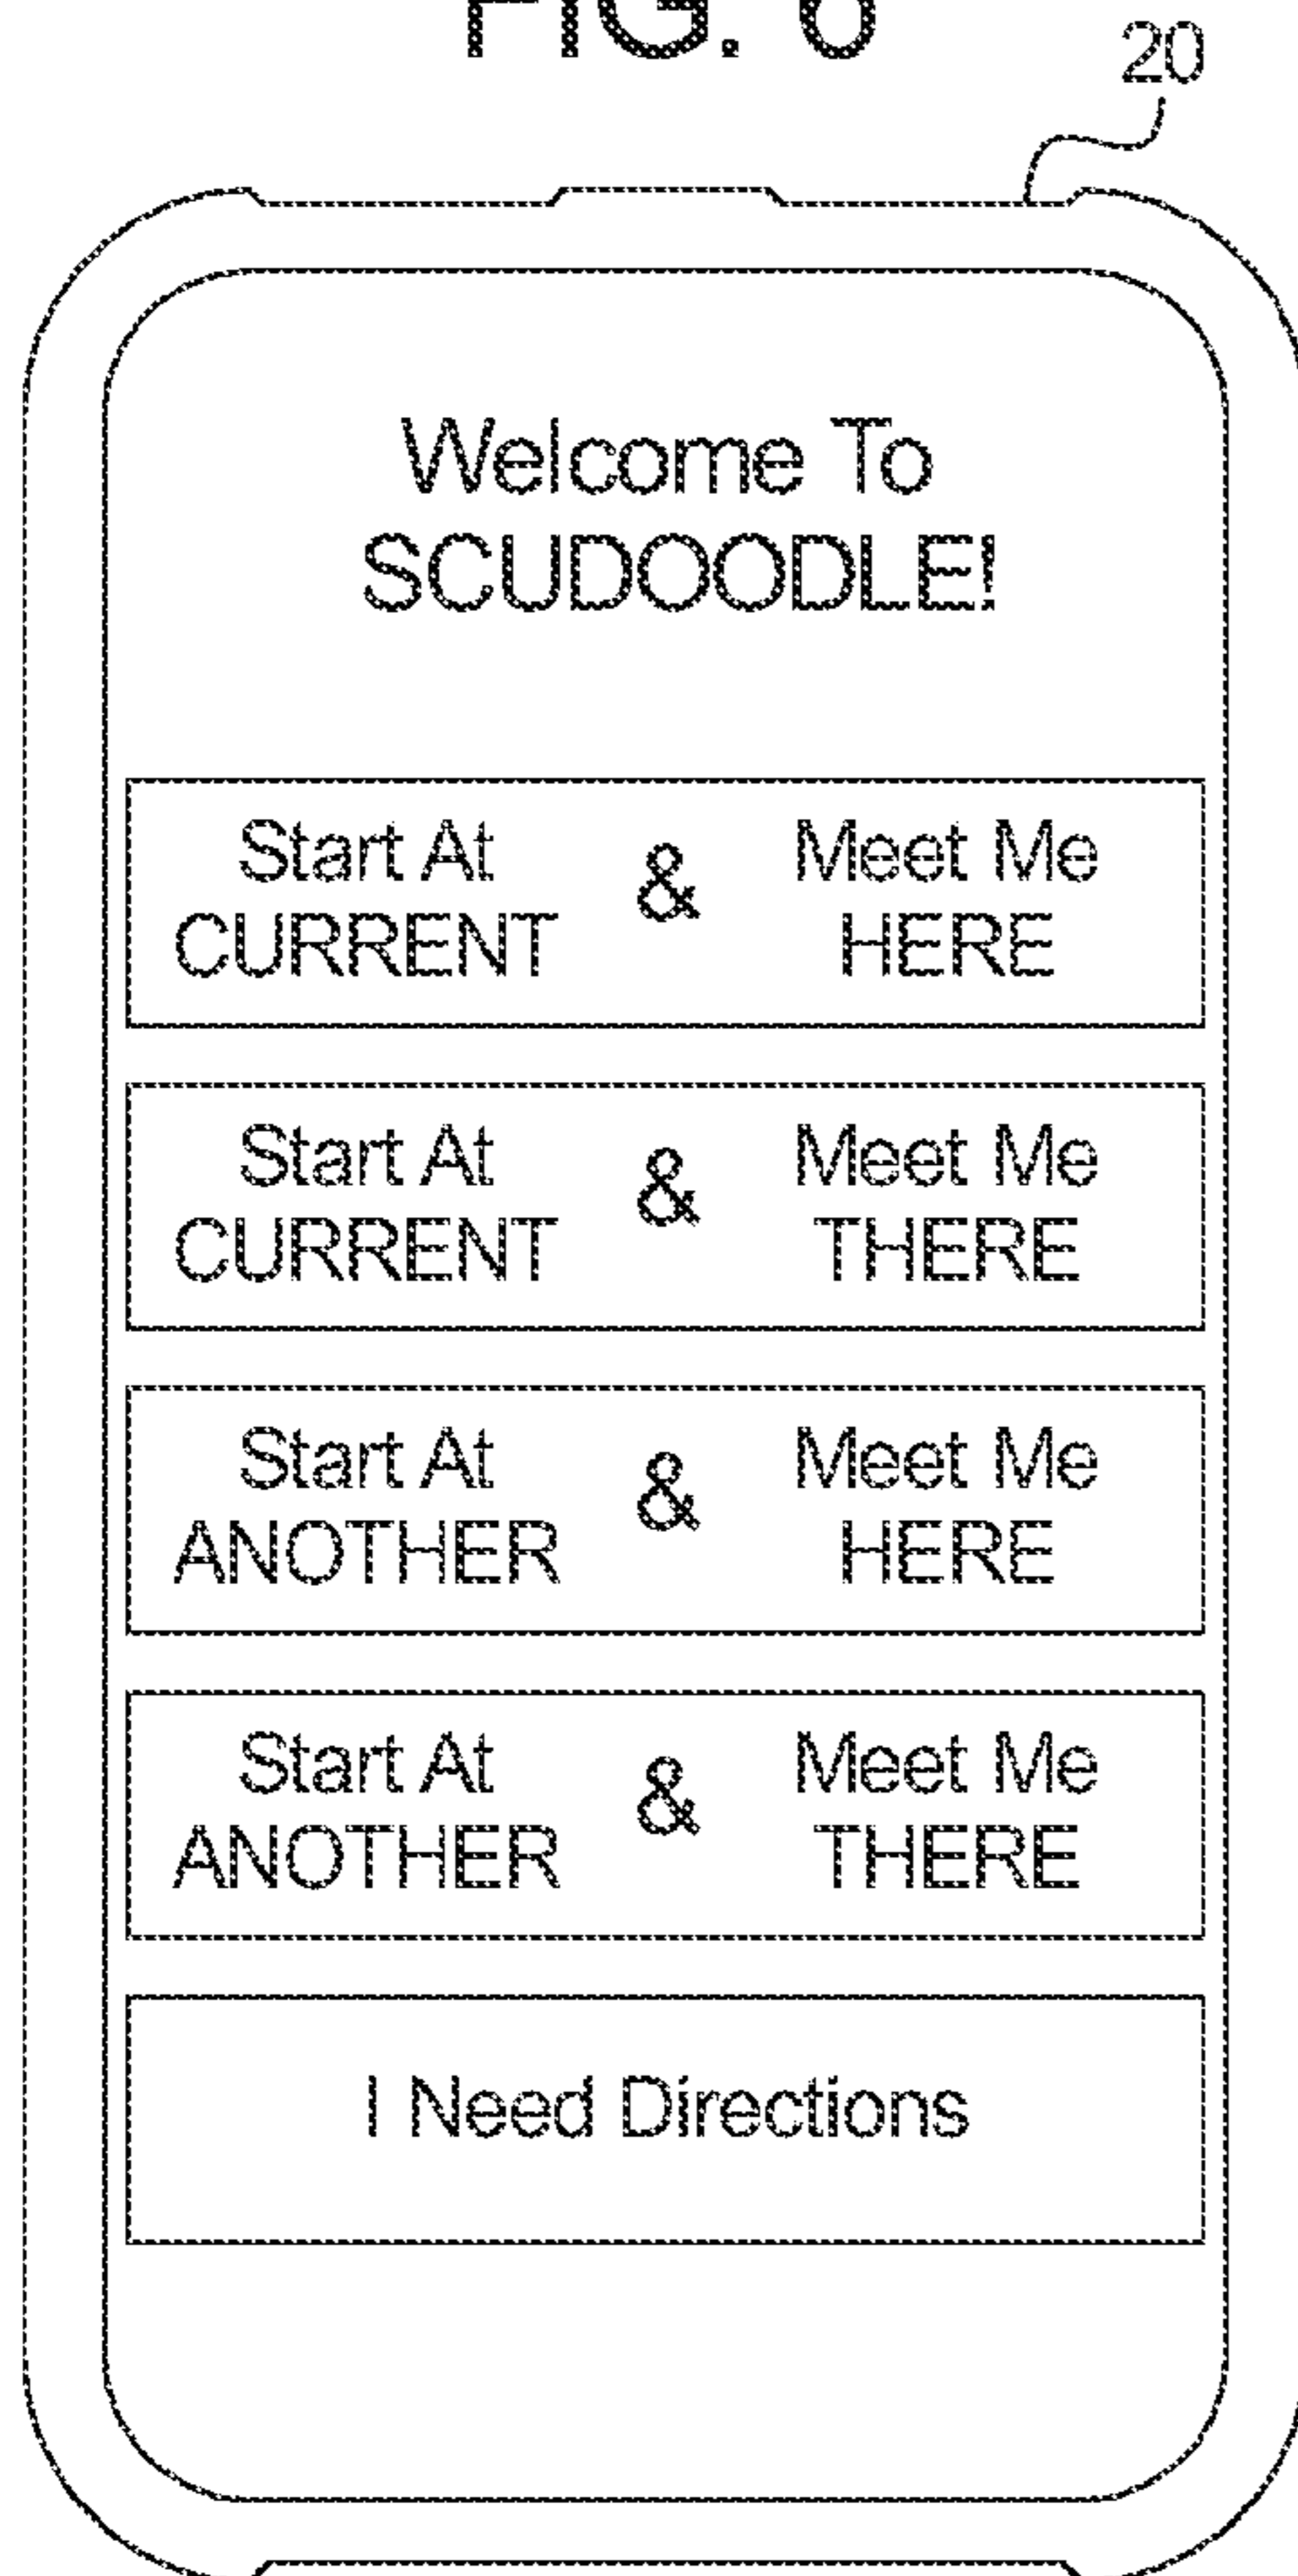 FIG. 6
20
Welcome To
SCUDOODLE!
Start At & Meet Me
CURRENT HERE
Start At & Meet Me
CURRENT THERE
Start At & Meet Me
ANOTHER HERE
Start At & Meet Me
ANOTHER THERE
I Need Directions